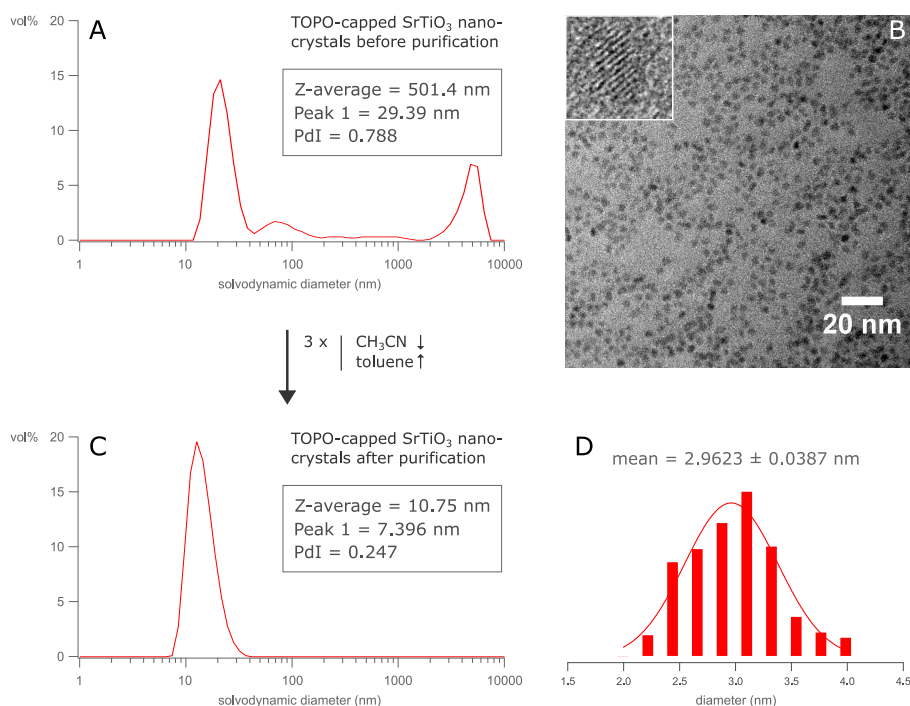 A
TOPO-capped SrTiO₃ nano-
crystals before purification
vol%
20
15
10
5
0
Z-average = 501.4 nm
Peak 1 = 29.39 nm
PdI = 0.788
1
10
100
1000
10000
solvodynamic diameter (nm)
B
20 nm
3 x
CH₃CN ↓
toluene ↑
C
TOPO-capped SrTiO₃ nano-
crystals after purification
vol%
20
15
10
5
0
Z-average = 10.75 nm
Peak 1 = 7.396 nm
PdI = 0.247
1
10
100
1000
10000
solvodynamic diameter (nm)
D
mean = 2.9623 ± 0.0387 nm
1.5
2.0
2.5
3.0
3.5
4.0
4.5
diameter (nm)